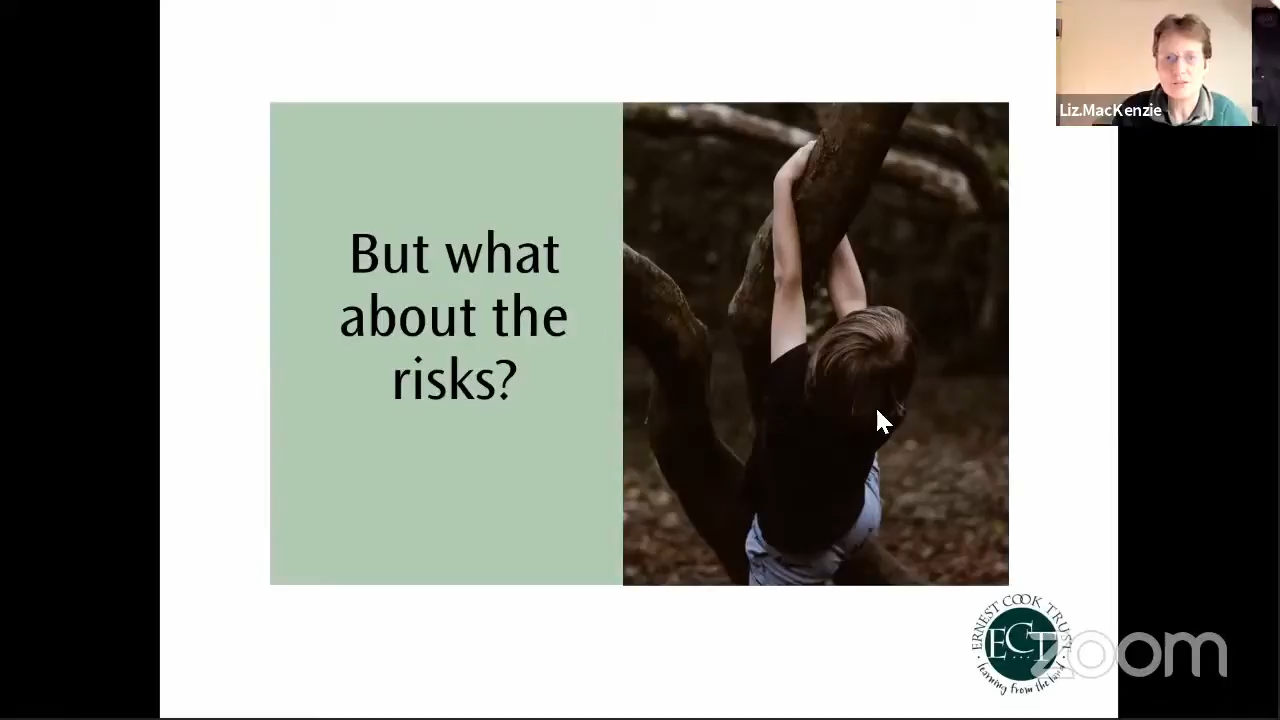 Liz.MacKenzie
But what
about the
risks?
ERNEST COOK TRUST
ECT
learning from the land
zoom